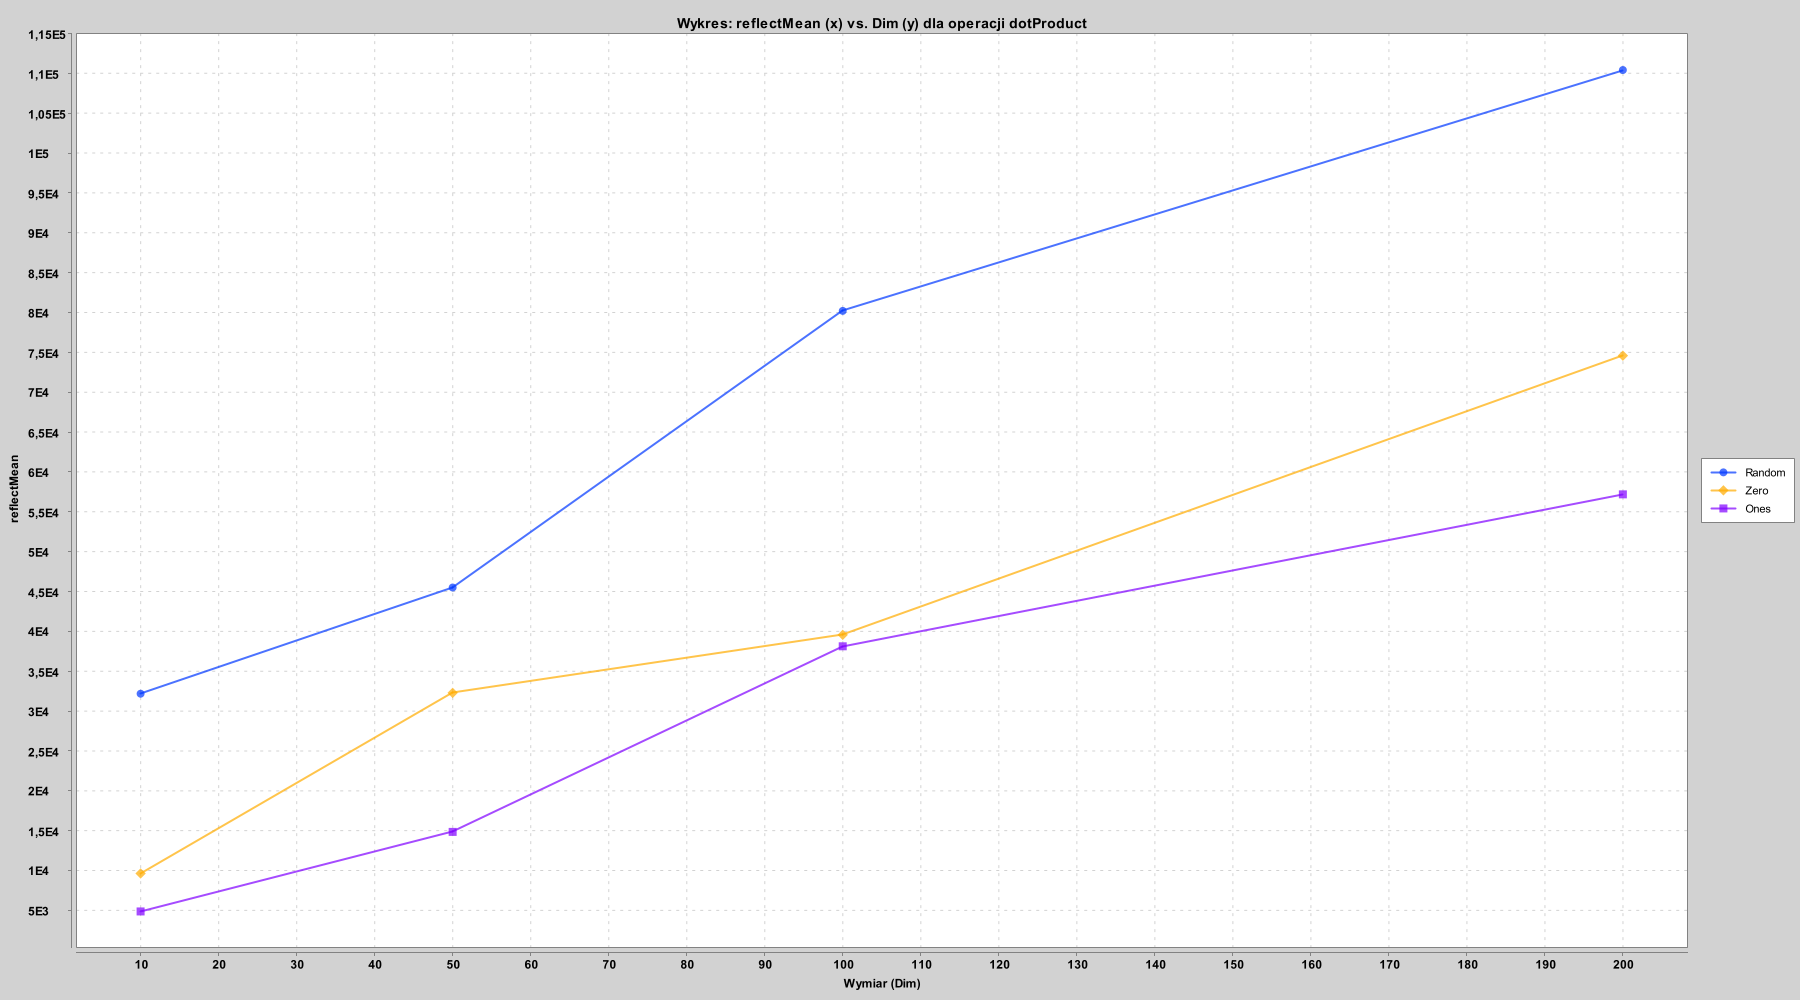 Wykres: reflectMean (x) vs. Dim (y) dla operacji dotProduct
1,15E5
1,1E5
1,05E5
1E5
9,5E4
9E4
8,5E4
8E4
7,5E4
7E4
6,5E4
6E4
5,5E4
5E4
4,5E4
4E4
3,5E4
3E4
2,5E4
2E4
1,5E4
1E4
5E3
reflectMean
10 20 30 40 50 60 70 80 90 100 110 120 130 140 150 160 170 180 190 200
Wymiar (Dim)
Random
Zero
Ones